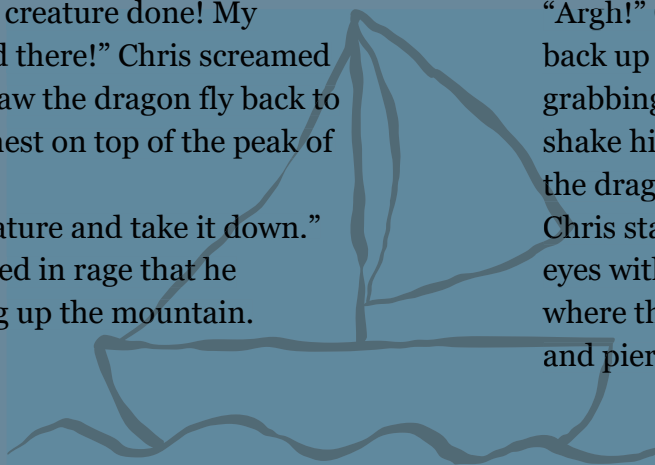 creature done! My
there!” Chris screamed
aw the dragon fly back to
nest on top of the peak of
ature and take it down.”
ed in rage that he
g up the mountain.
“Argh!”
back up
grabbing
shake hi
the drag
Chris sta
eyes with
where th
and pier